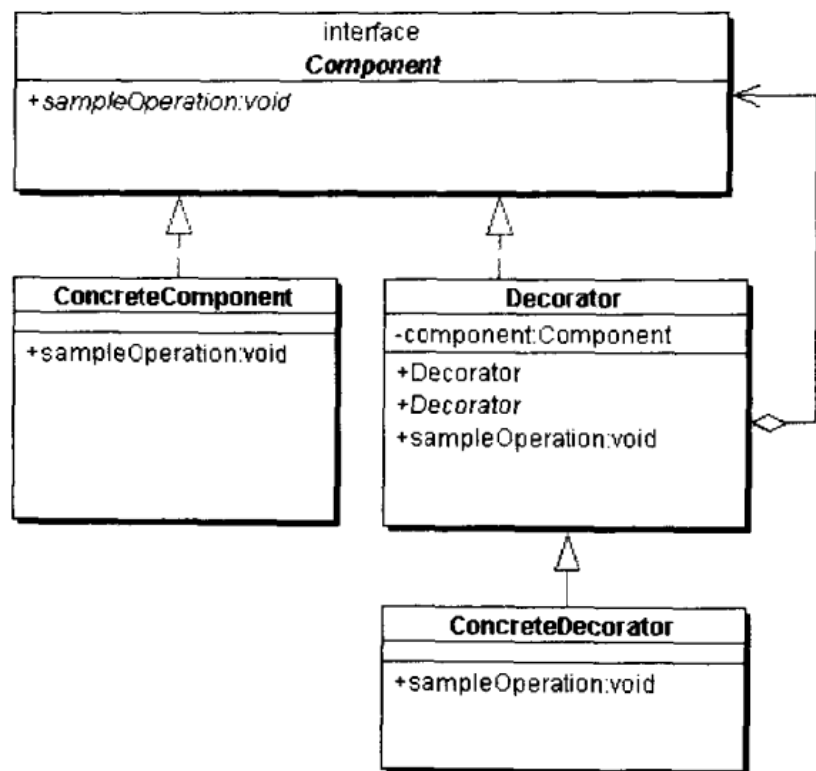 interface
Component
+sampleOperation:void
ConcreteComponent
+sampleOperation:void
Decorator
-component:Component
+Decorator
+Decorator
+sampleOperation:void
ConcreteDecorator
+sampleOperation:void